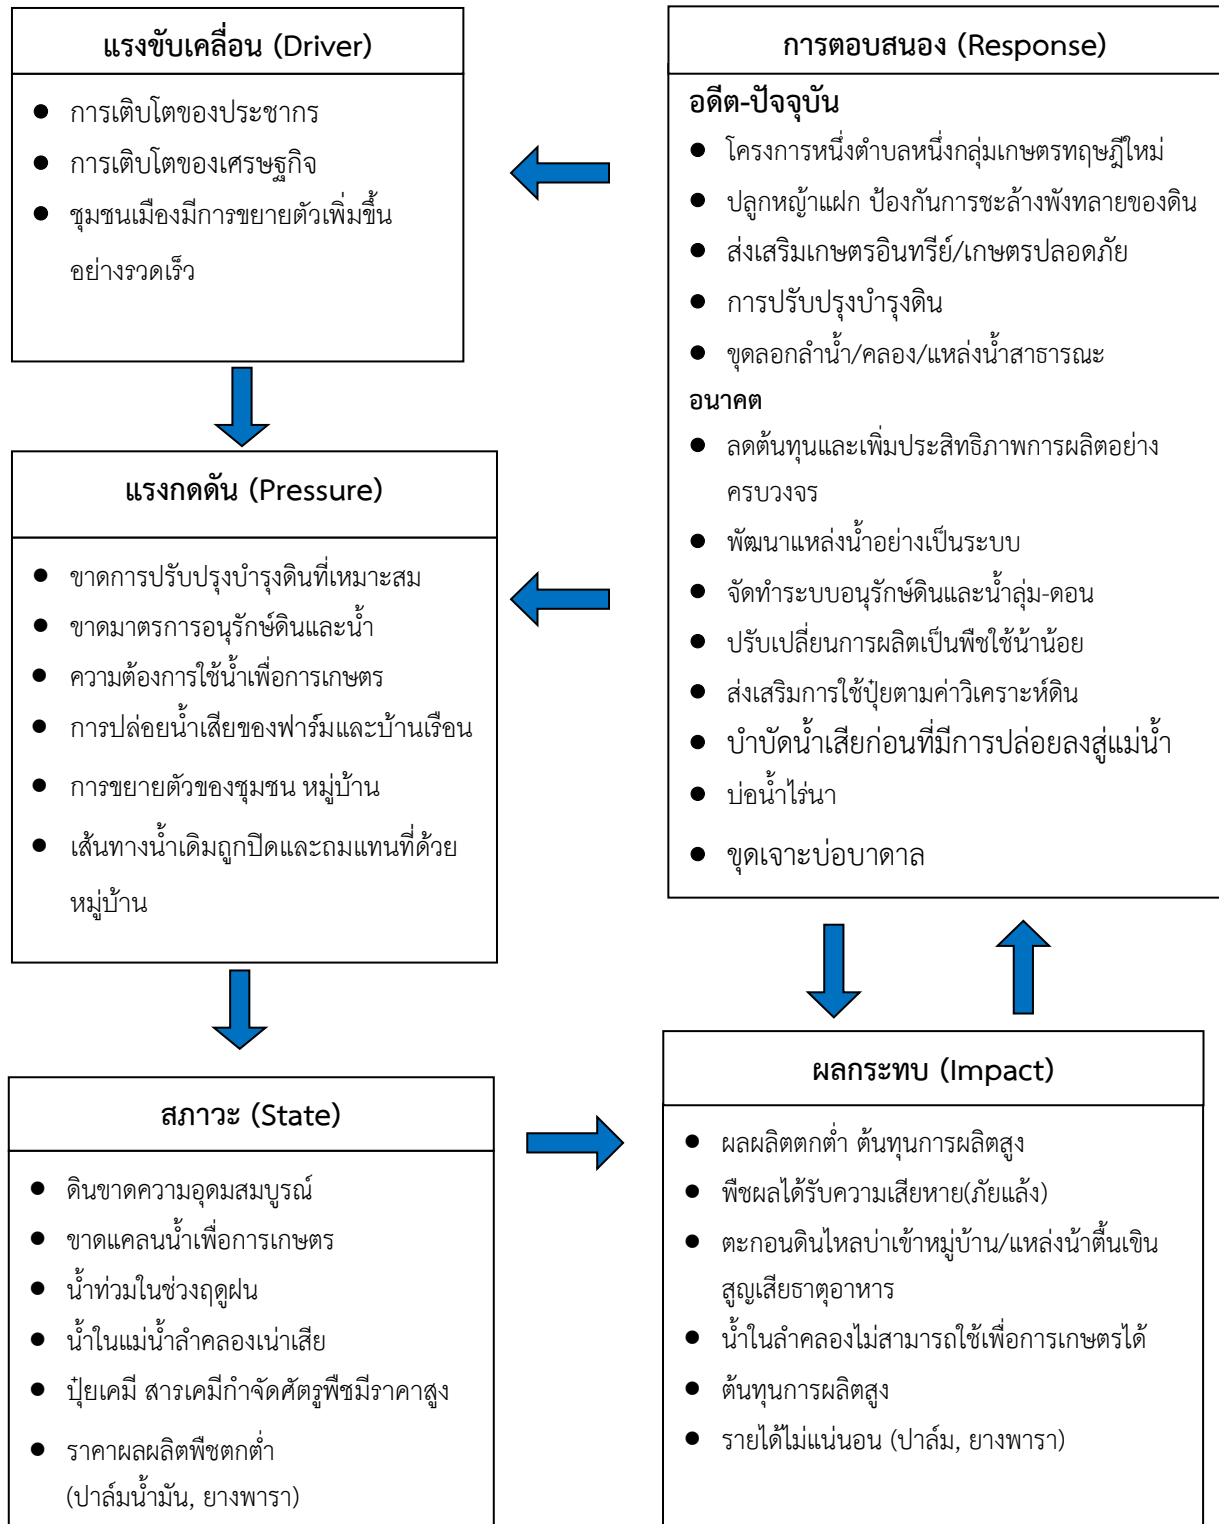 แรงขับเคลื่อน (Driver)
● การเติบโตของประชากร
● การเติบโตของเศรษฐกิจ
● ชุมชนเมืองมีการขยายตัวเพิ่มขึ้น
อย่างรวดเร็ว
แรงกดดัน (Pressure)
● ขาดการปรับปรุงบำรุงดินที่เหมาะสม
● ขาดมาตรการอนุรักษ์ดินและน้ำ
● ความต้องการใช้น้ำเพื่อการเกษตร
● การปล่อยน้ำเสียของฟาร์มและบ้านเรือน
● การขยายตัวของชุมชน หมู่บ้าน
● เส้นทางน้ำเดิมถูกปิดและถมแทนที่ด้วย
หมู่บ้าน
สภาวะ (State)
● ดินขาดความอุดมสมบูรณ์
● ขาดแคลนน้ำเพื่อการเกษตร
● น้ำท่วมในช่วงฤดูฝน
● น้ำในแม่น้ำลำคลองเน่าเสีย
● ปุ๋ยเคมี สารเคมีกำจัดศัตรูพืชมีราคาสูง
● ราคาผลผลิตพืชตกต่ำ
(ปาล์มน้ำมัน, ยางพารา)
การตอบสนอง (Response)
อดีต-ปัจจุบัน
● โครงการหนึ่งตำบลหนึ่งกลุ่มเกษตรทฤษฎีใหม่
● ปลูกหญ้าแฝก ป้องกันการชะล้างพังทลายของดิน
● ส่งเสริมเกษตรอินทรีย์/เกษตรปลอดภัย
● การปรับปรุงบำรุงดิน
● ขุดลอกลำน้ำ/คลอง/แหล่งน้ำสาธารณะ
อนาคต
● ลดต้นทุนและเพิ่มประสิทธิภาพการผลิตอย่าง
ครบวงจร
● พัฒนาแหล่งน้ำอย่างเป็นระบบ
● จัดทำระบบอนุรักษ์ดินและน้ำลุ่ม-ดอน
● ปรับเปลี่ยนการผลิตเป็นพืชใช้น้าน้อย
● ส่งเสริมการใช้ปุ๋ยตามค่าวิเคราะห์ดิน
● บำบัดน้ำเสียก่อนที่มีการปล่อยลงสู่แม่น้ำ
● บ่อน้ำไร่นา
● ขุดเจาะบ่อบาดาล
ผลกระทบ (Impact)
● ผลผลิตตกต่ำ ต้นทุนการผลิตสูง
● พืชผลได้รับความเสียหาย(ภัยแล้ง)
● ตะกอนดินไหลบ่าเข้าหมู่บ้าน/แหล่งน้าตื้นเขิน
สูญเสียธาตุอาหาร
● น้ำในลำคลองไม่สามารถใช้เพื่อการเกษตรได้
● ต้นทุนการผลิตสูง
● รายได้ไม่แน่นอน (ปาล์ม, ยางพารา)